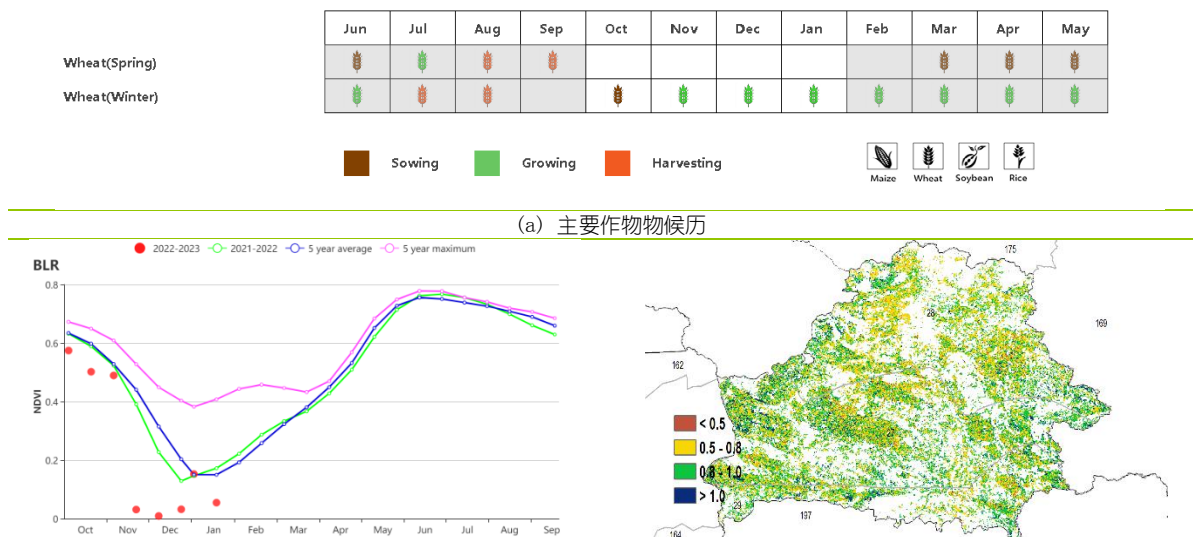 Jun Jul Aug Sep Oct Nov Dec Jan Feb Mar Apr May
Wheat(Spring)
Wheat(Winter)
Sowing Growing Harvesting
Maize Wheat Soybean Rice
(a) 主要作物物候历
2022-2023 2021-2022 5 year average 5 year maximum
BLR
NDVI
0.8
0.6
0.4
0.2
0
Oct Nov Dec Jan Feb Mar Apr May Jun Jul Aug Sep
175
28
169
162
< 0.5
0.5 - 0.8
0.8 - 1.0
> 1.0
29
197
164